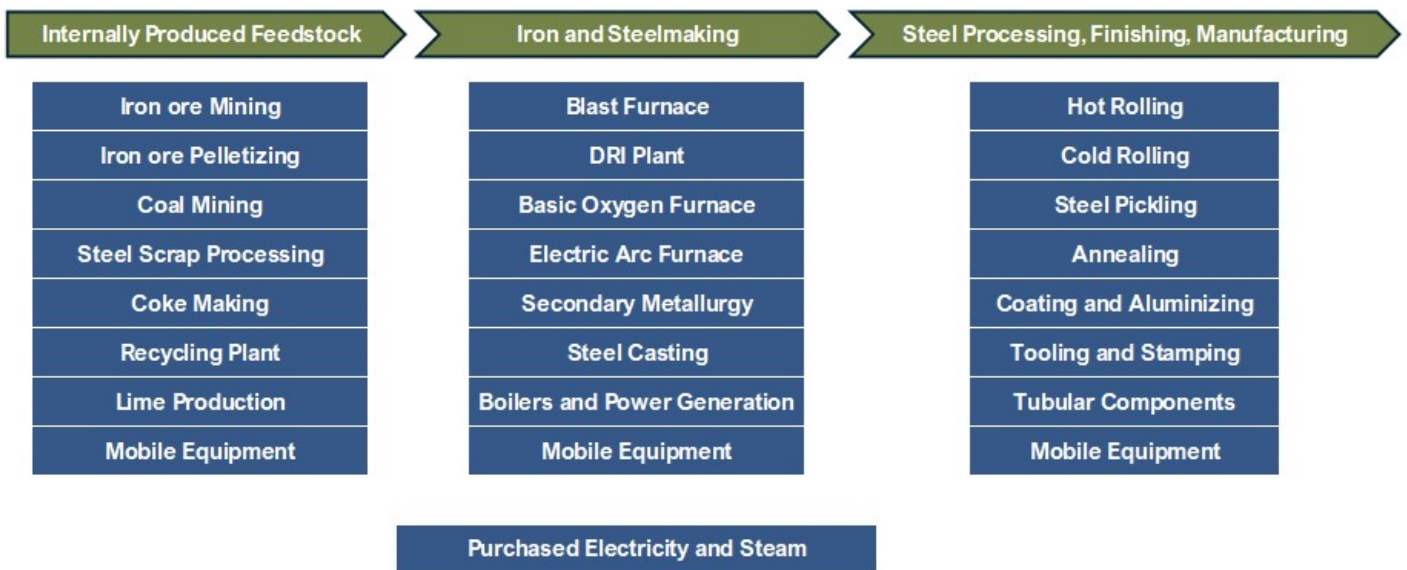 Internally Produced Feedstock
Iron and Steelmaking
Steel Processing, Finishing, Manufacturing
Iron ore Mining
Iron ore Pelletizing
Coal Mining
Steel Scrap Processing
Coke Making
Recycling Plant
Lime Production
Mobile Equipment
Blast Furnace
DRI Plant
Basic Oxygen Furnace
Electric Arc Furnace
Secondary Metallurgy
Steel Casting
Boilers and Power Generation
Mobile Equipment
Hot Rolling
Cold Rolling
Steel Pickling
Annealing
Coating and Aluminizing
Tooling and Stamping
Tubular Components
Mobile Equipment
Purchased Electricity and Steam